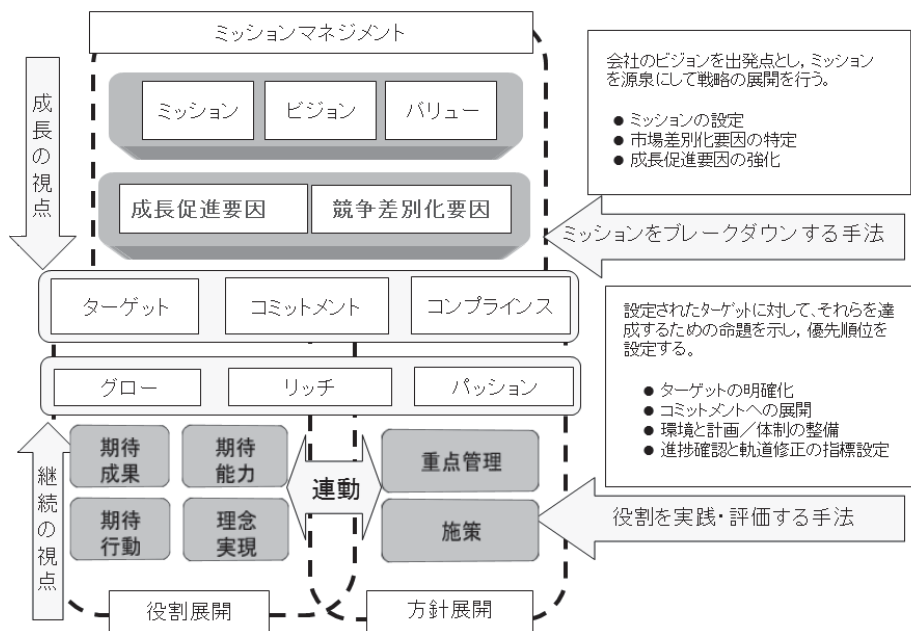 ミッションマネジメント
成長の視点
ミッション
ビジョン
バリュー
成長促進要因
競争差別化要因
会社のビジョンを出発点とし,ミッション
を源泉にして戦略の展開を行う。
● ミッションの設定
● 市場差別化要因の特定
● 成長促進要因の強化
ミッションをブレークダウンする手法
ターゲット
コミットメント
コンプラインス
グロー
リッチ
パッション
設定されたターゲットに対して、それらを達
成するための命題を示し,優先順位を
設定する。
● ターゲットの明確化
● コミットメントへの展開
● 環境と計画/体制の整備
● 進捗確認と軌道修正の指標設定
継続の視点
期待
成果
期待
能力
期待
行動
理念
実現
連動
重点管理
施策
役割を実践・評価する手法
役割展開
方針展開